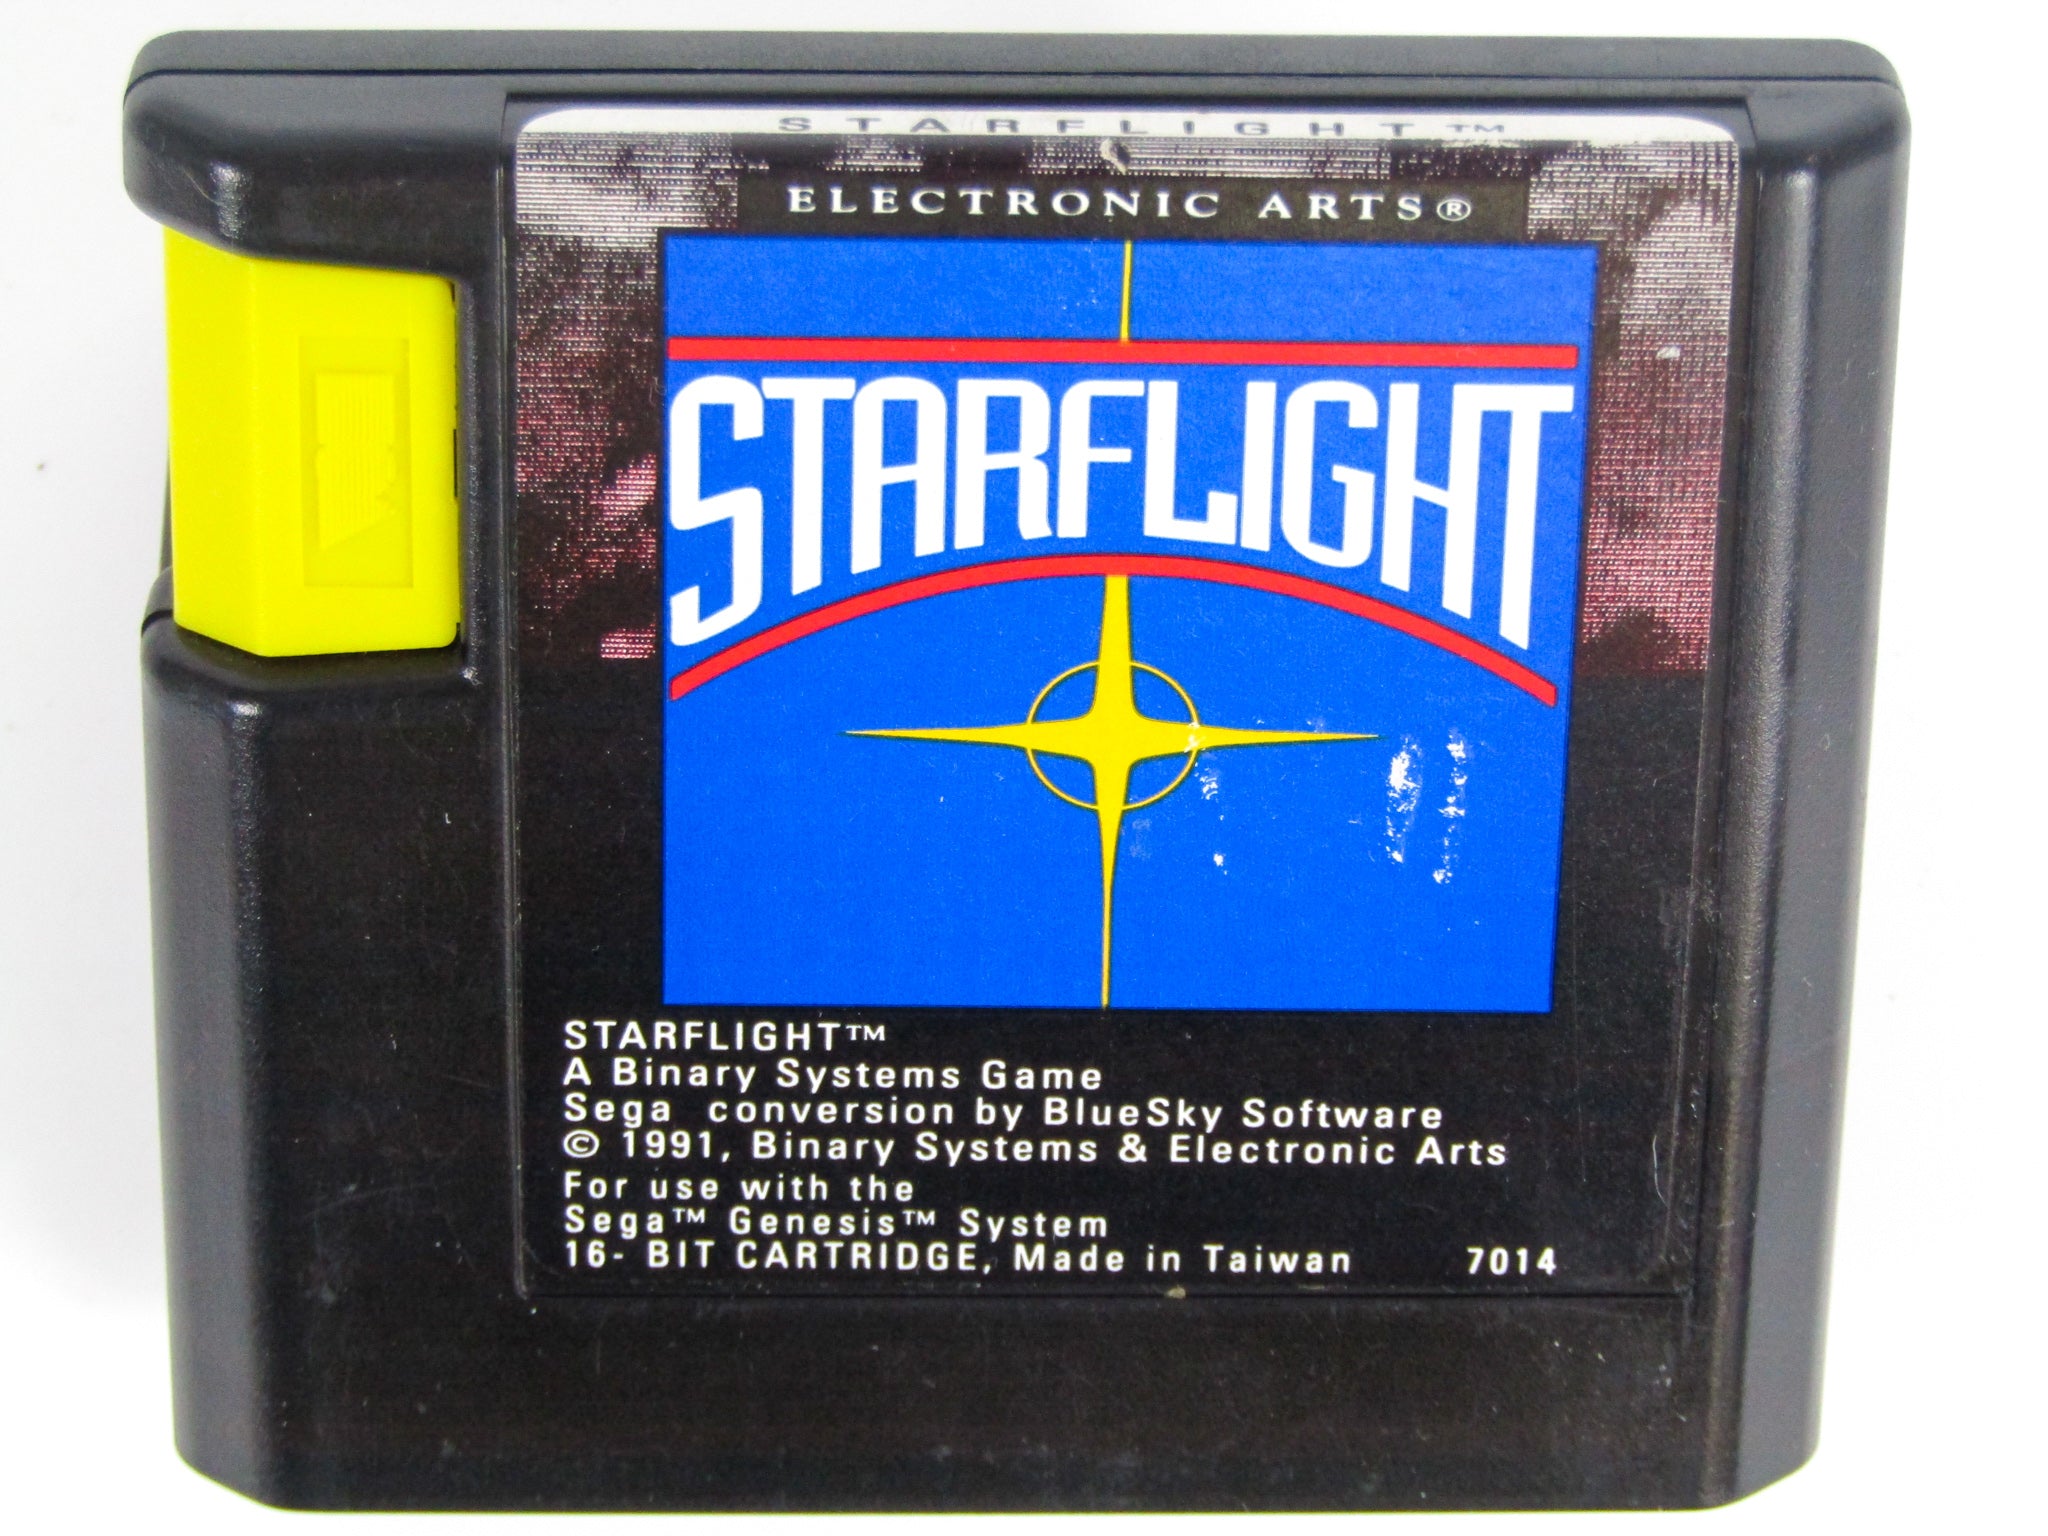 STARFLIGHT™
ELECTRONIC ARTS®
STARFLIGHT
STARFLIGHT™
A Binary Systems Game
Sega conversion by BlueSky Software
© 1991, Binary Systems & Electronic Arts
For use with the
Sega™ Genesis™ System
16- BIT CARTRIDGE, Made in Taiwan 7014